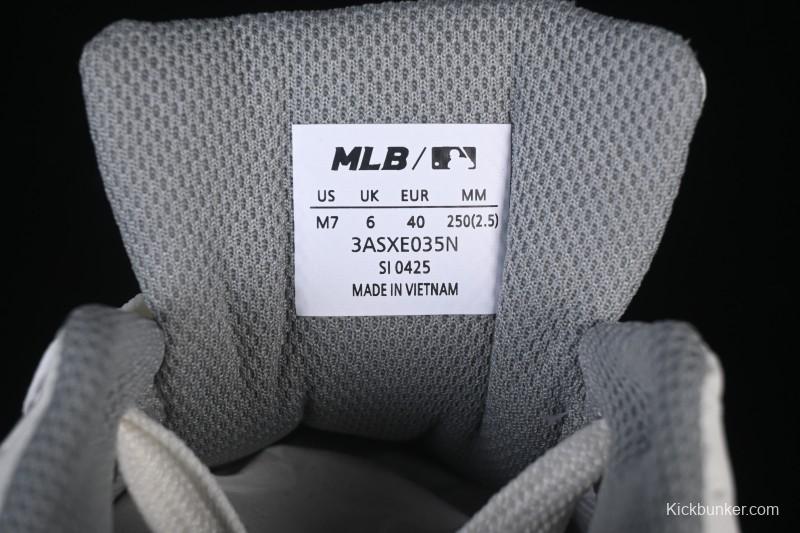 MLB /
US UK EUR MM
M7 6 40 250(2.5)
3ASXE035N
SI 0425
MADE IN VIETNAM
Kickbunker.com